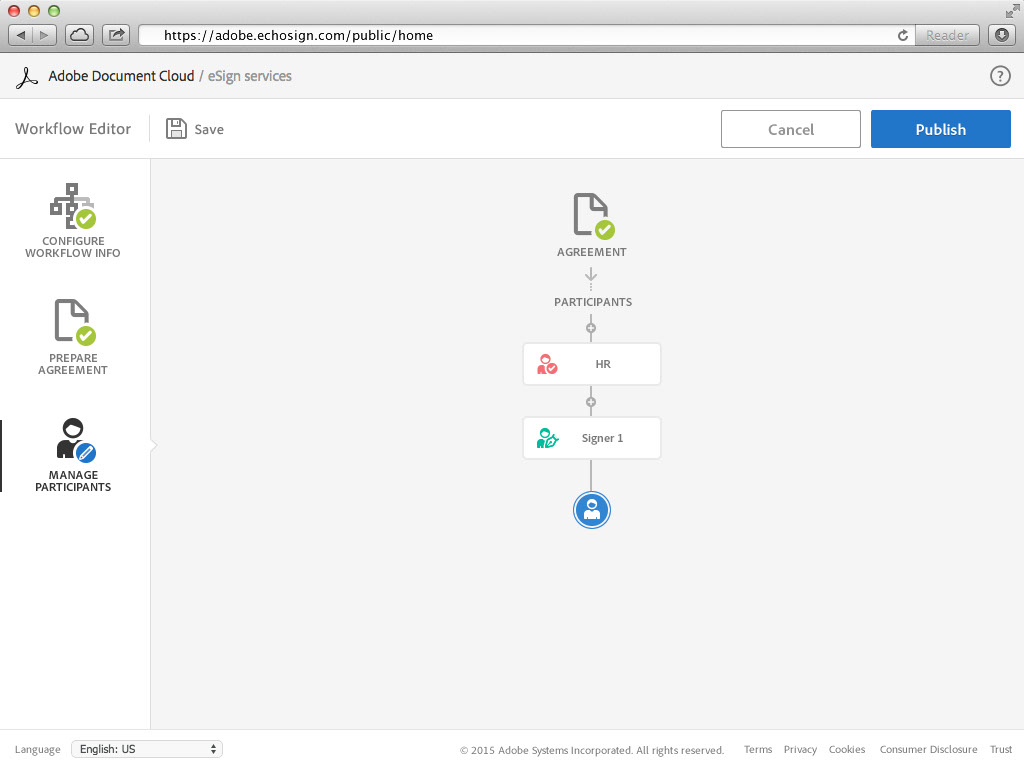 https://adobe.echosign.com/public/home
Reader
Adobe Document Cloud / eSign services
?
Workflow Editor
Save
Cancel
Publish
CONFIGURE
WORKFLOW INFO
PREPARE
AGREEMENT
MANAGE
PARTICIPANTS
AGREEMENT
PARTICIPANTS
HR
Signer 1
Language
English: US
© 2015 Adobe Systems Incorporated. All rights reserved.
Terms
Privacy
Cookies
Consumer Disclosure
Trust